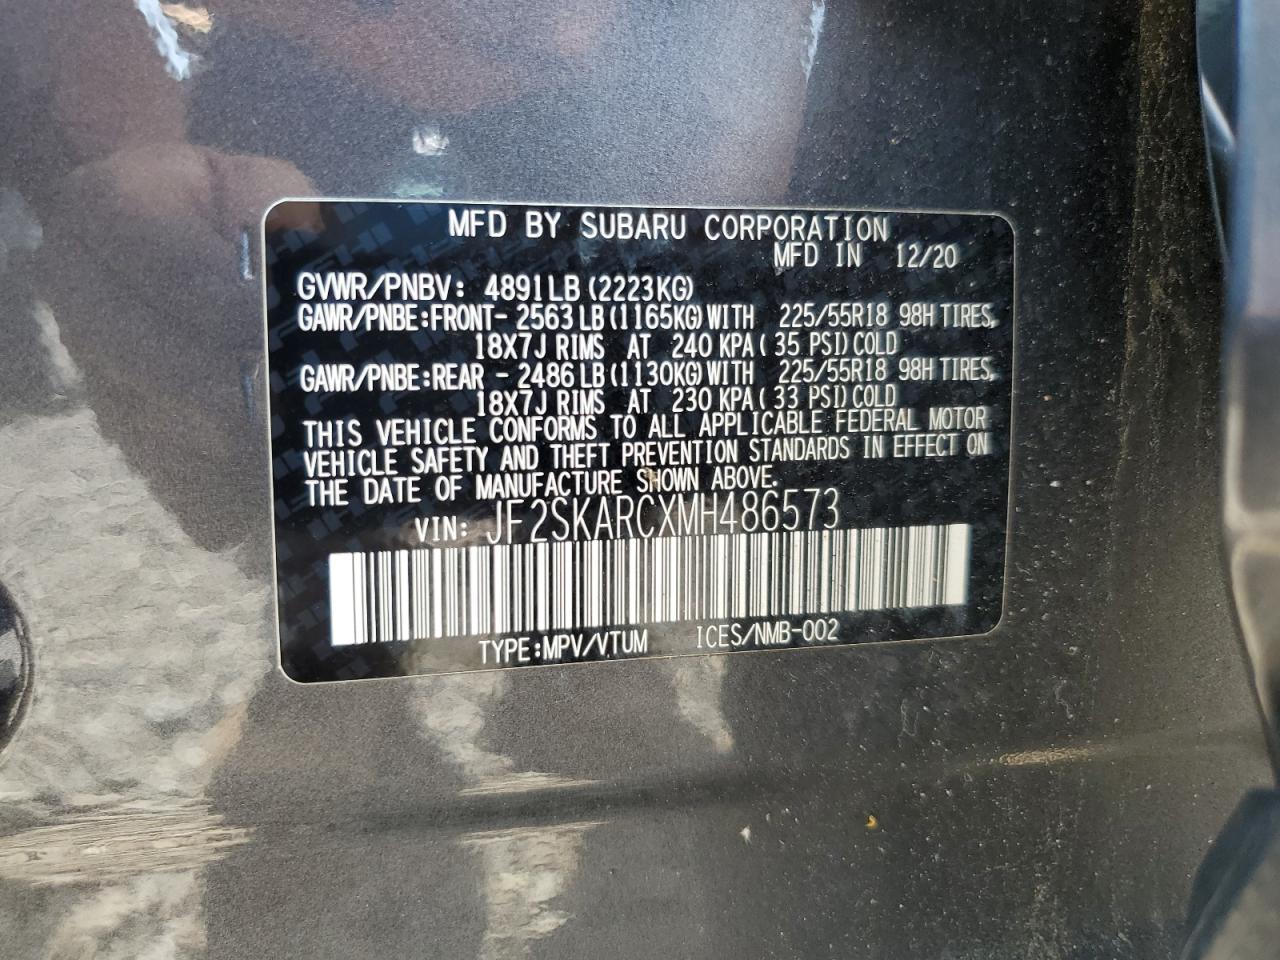 MFD BY SUBARU CORPORATION
MFD IN 12/20
GVWR/PNBV: 4891LB (2223KG)
GAWR/PNBE:FRONT- 2563 LB (1165KG) WITH 225/55R18 98H TIRES,
18X7J RIMS AT 240 KPA ( 35 PSI) COLD
GAWR/PNBE:REAR - 2486 LB (1130KG) WITH 225/55R18 98H TIRES,
18X7J RIMS AT 230 KPA ( 33 PSI) COLD
THIS VEHICLE CONFORMS TO ALL APPLICABLE FEDERAL MOTOR
VEHICLE SAFETY AND THEFT PREVENTION STANDARDS IN EFFECT ON
THE DATE OF MANUFACTURE SHOWN ABOVE.
VIN: JF2SKARCXMH486573
TYPE:MPV/VTUM ICES/NMB-002